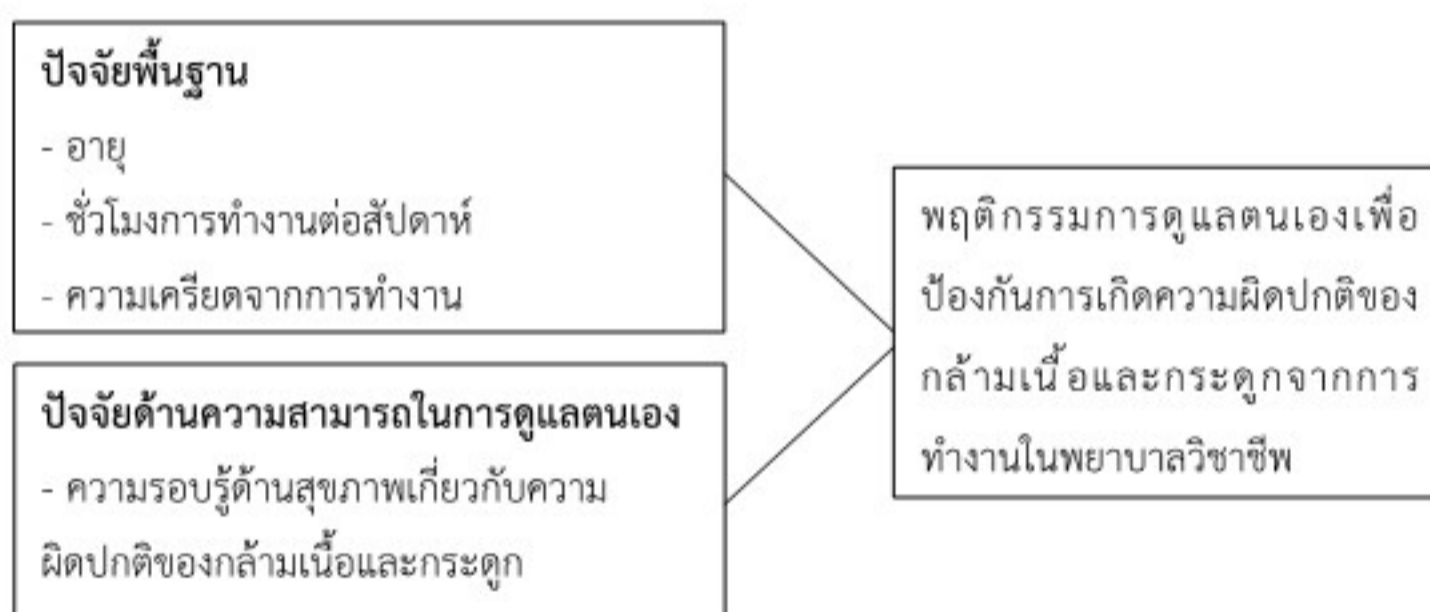 ปัจจัยพื้นฐาน
- อายุ
- ชั่วโมงการทำงานต่อสัปดาห์
- ความเครียดจากการทำงาน
ปัจจัยด้านความสามารถในการดูแลตนเอง
- ความรอบรู้ด้านสุขภาพเกี่ยวกับความ
ผิดปกติของกล้ามเนื้อและกระดูก
พฤติกรรมการดูแลตนเองเพื่อ
ป้องกันการเกิดความผิดปกติของ
กล้ามเนื้อและกระดูกจากการ
ทำงานในพยาบาลวิชาชีพ